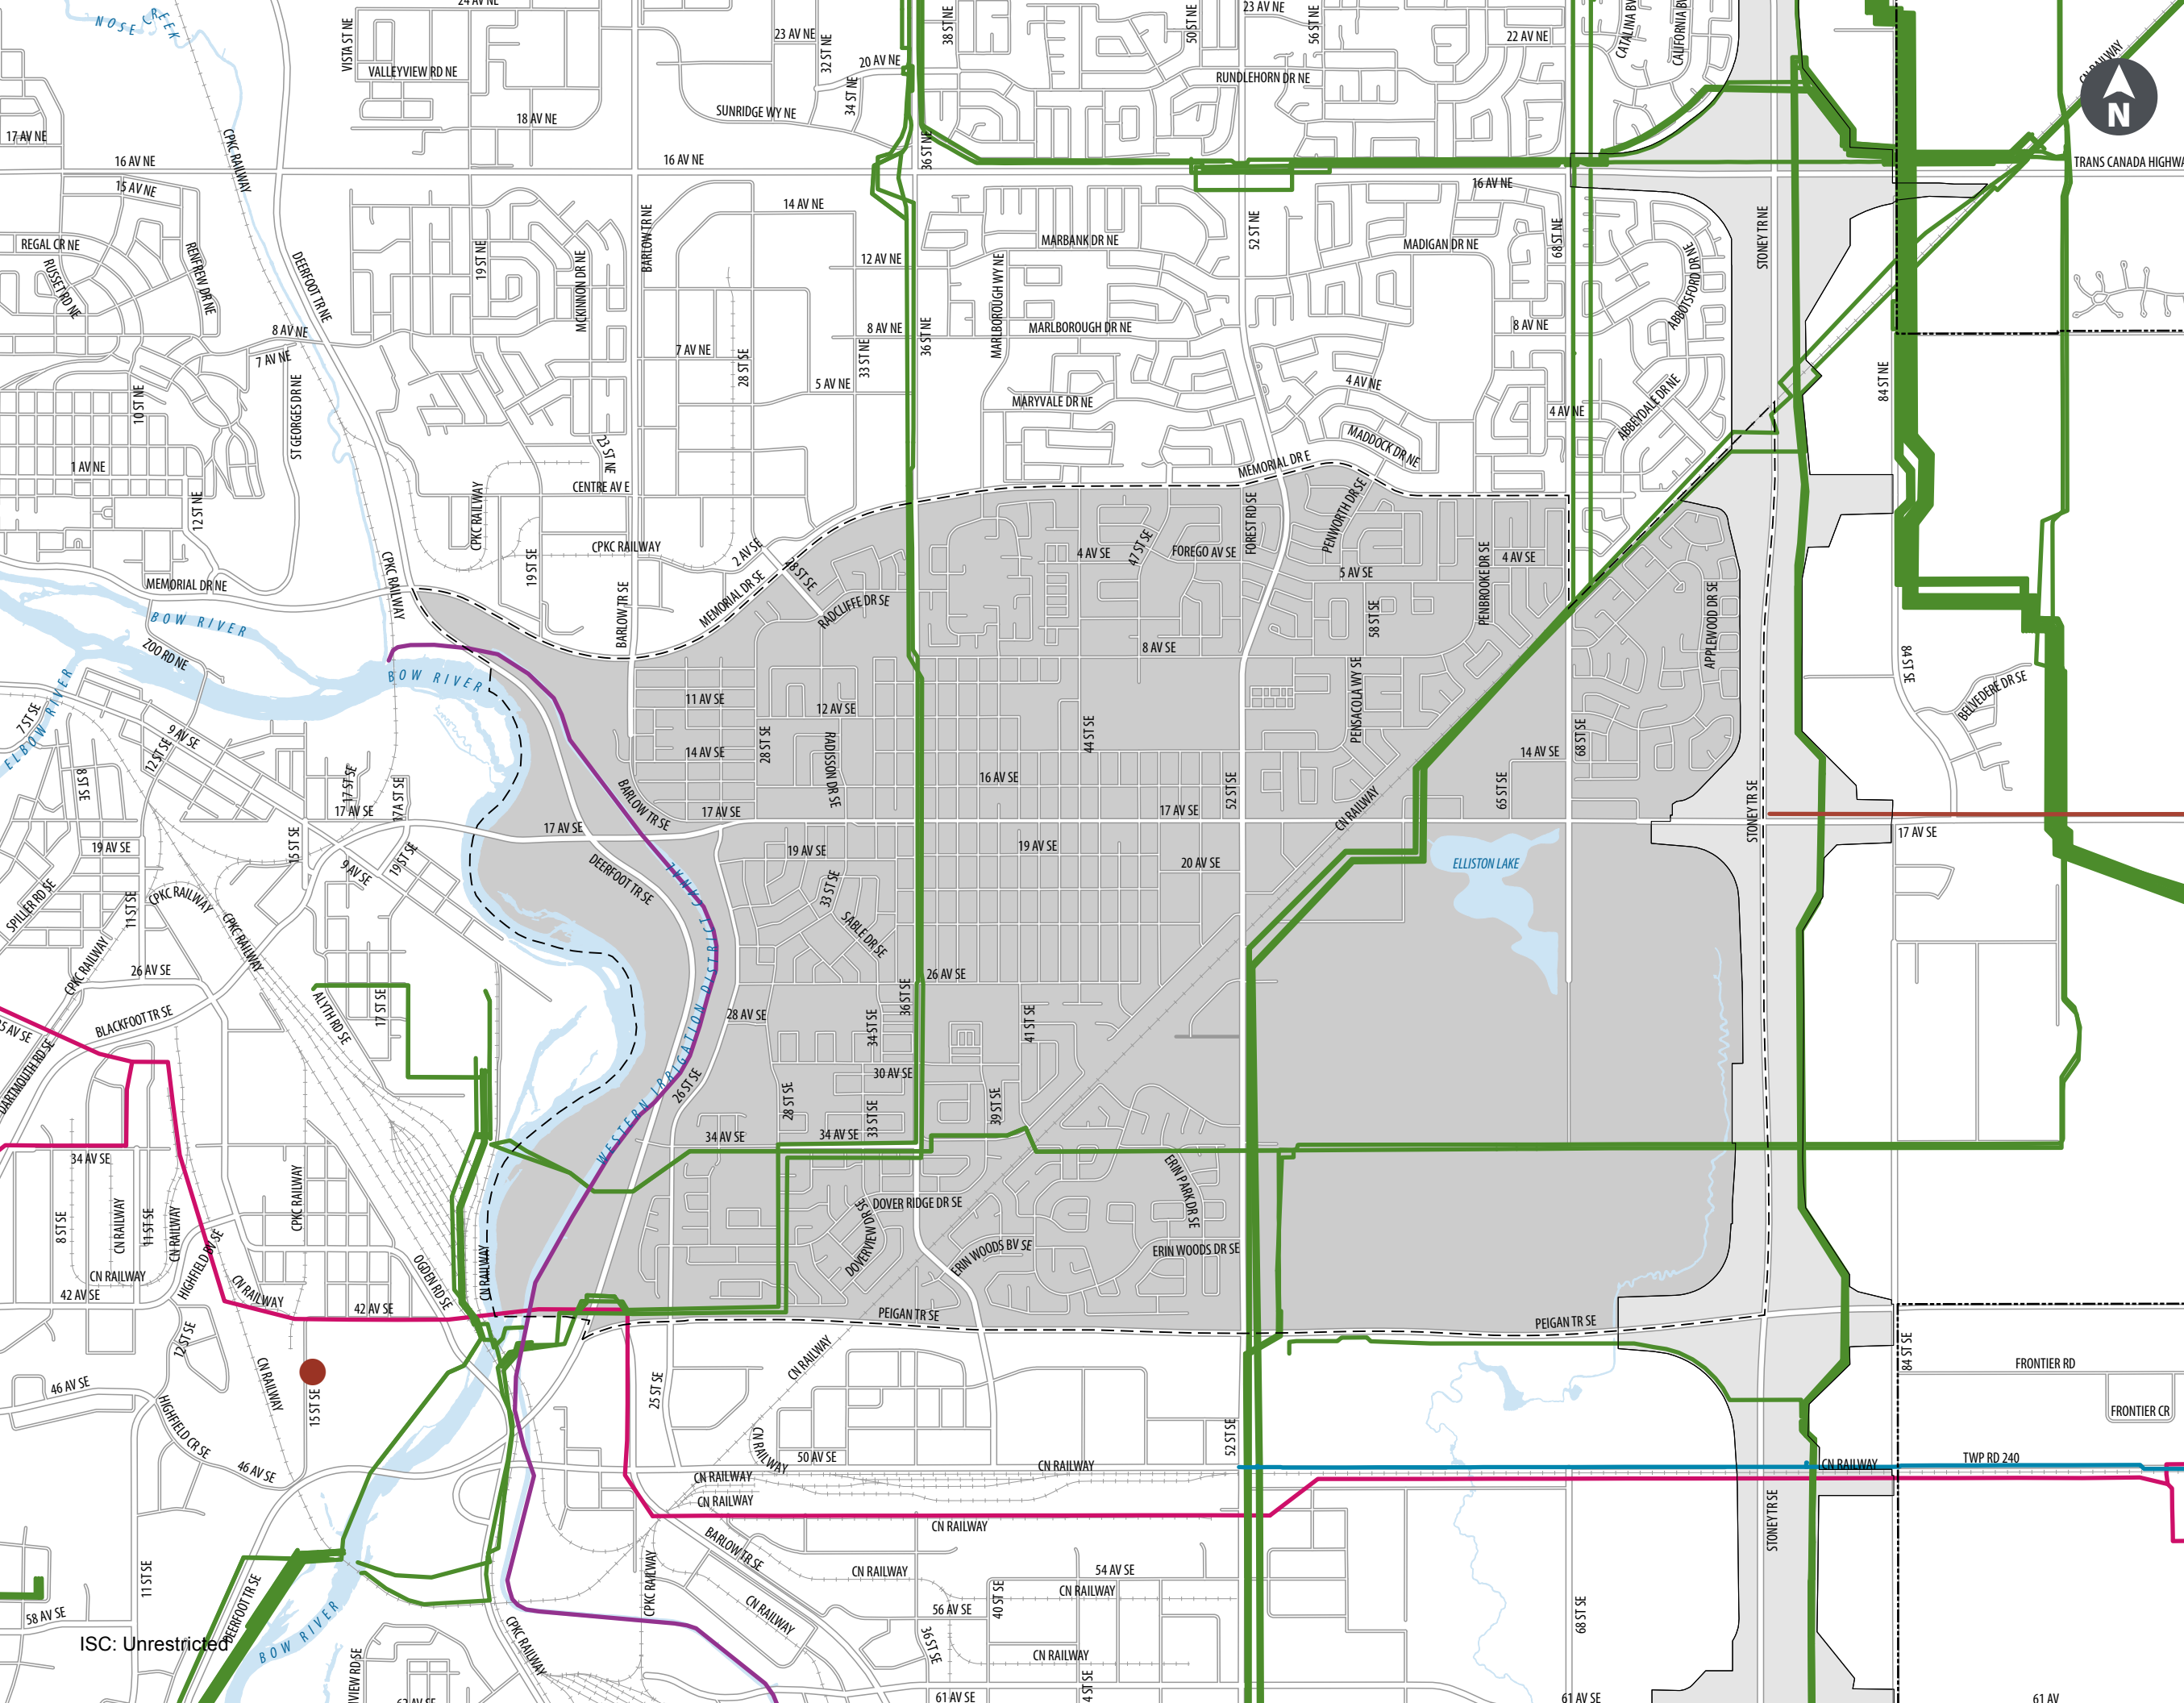 24 AV NE
NOSE CREEK
VISTA ST NE
VALLEYVIEW RD NE
18 AV NE
17 AV NE
16 AV NE
15 AV NE
CPKC RAILWAY
23 AV NE
32 ST NE
20 AV NE
34 ST NE
SUNRIDGE WY NE
16 AV NE
36 ST NE
38 ST NE
50 ST NE
23 AV NE
56 ST NE
22 AV NE
RUNDLEHORN DR NE
CATALINA BV
CALIFORNIA BV
CN RAILWAY
N
TRANS CANADA HIGHWA
REGAL CR NE
RUSSET RD NE
RENFREW DR NE
DEERFOOT TR NE
19 ST NE
MCKINNON DR NE
BARLOW TR NE
14 AV NE
12 AV NE
MARBANK DR NE
MARLBOROUGH WY NE
52 ST NE
16 AV NE
MADIGAN DR NE
68 ST NE
ABBOTSFORD DR NE
STONEY TR NE
8 AV NE
7 AV NE
ST GEORGES DR NE
10 ST NE
7 AV NE
28 ST SE
5 AV NE
33 ST NE
8 AV NE
36 ST NE
MARLBOROUGH DR NE
MARYVALE DR NE
4 AV NE
8 AV NE
4 AV NE
ABBEYDALE DR NE
84 ST NE
1 AV NE
12 ST NE
CPKC RAILWAY
23 ST NE
CENTRE AV E
MADDOCK DR NE
MEMORIAL DR E
MEMORIAL DR NE
CPKC RAILWAY
19 ST SE
CPKC RAILWAY
2 AV SE
28 ST SE
MEMORIAL DR SE
BARLOW TR SE
RADCLIFFE DR SE
4 AV SE
47 ST SE
FOREGO AV SE
FOREST RD SE
PENWORTH DR SE
5 AV SE
58 ST SE
PENBROOKE DR SE
4 AV SE
APPLEWOOD DR SE
BOW RIVER
ZOO RD NE
BOW RIVER
7 ST SE
ELBOW RIVER
9 AV SE
12 ST SE
8 ST SE
8 AV SE
11 AV SE
12 AV SE
14 AV SE
28 ST SE
RADISSON DR SE
44 ST SE
16 AV SE
52 ST SE
PENSACOLA WY SE
14 AV SE
68 ST SE
65 ST SE
84 ST SE
BELVEDERE DR SE
17 ST SE
17A ST SE
17 AV SE
BARLOW TR SE
17 AV SE
17 AV SE
17 AV SE
CN RAILWAY
STONEY TR SE
17 AV SE
19 AV SE
15 ST SE
9 AV SE
19 ST SE
DEERFOOT TR SE
19 AV SE
33 ST SE
19 AV SE
20 AV SE
ELLISTON LAKE
SPILLER RD SE
11 ST SE
CPKC RAILWAY
CPKC RAILWAY
CPKC RAILWAY
SABLE DR SE
WESTERN IRRIGATION DISTRICT CANAL
26 AV SE
26 AV SE
BLACKFOOT TR SE
DARTMOUTH RD SE
ALYTH RD SE
17 ST SE
28 AV SE
36 ST SE
34 ST SE
41 ST SE
26 ST SE
30 AV SE
28 ST SE
33 ST SE
39 ST SE
34 AV SE
34 AV SE
34 AV SE
8 ST SE
CN RAILWAY
11 ST SE
CN RAILWAY
CPKC RAILWAY
HIGHFIELD BV SE
OGDEN RD SE
CN RAILWAY
DOVER RIDGE DR SE
DOVERVIEW DR SE
ERIN WOODS BV SE
ERIN PARK DR SE
ERIN WOODS DR SE
CN RAILWAY
42 AV SE
CN RAILWAY
42 AV SE
12 ST SE
CN RAILWAY
PEIGAN TR SE
PEIGAN TR SE
CN RAILWAY
84 ST SE
FRONTIER RD
FRONTIER CR
46 AV SE
HIGHFIELD CR SE
15 ST SE
46 AV SE
25 ST SE
CN RAILWAY
50 AV SE
CN RAILWAY
CN RAILWAY
52 ST SE
CN RAILWAY
CN RAILWAY
TWP RD 240
CN RAILWAY
BARLOW TR SE
STONEY TR SE
11 ST SE
CPKC RAILWAY
CN RAILWAY
CN RAILWAY
54 AV SE
CN RAILWAY
40 ST SE
56 AV SE
36 ST SE
CN RAILWAY
68 ST SE
58 AV SE
DEERFOOT TR SE
ISC: Unrestricted
BOW RIVER
CPKC RAILWAY
61 AV SE
61 AV SE
61 AV